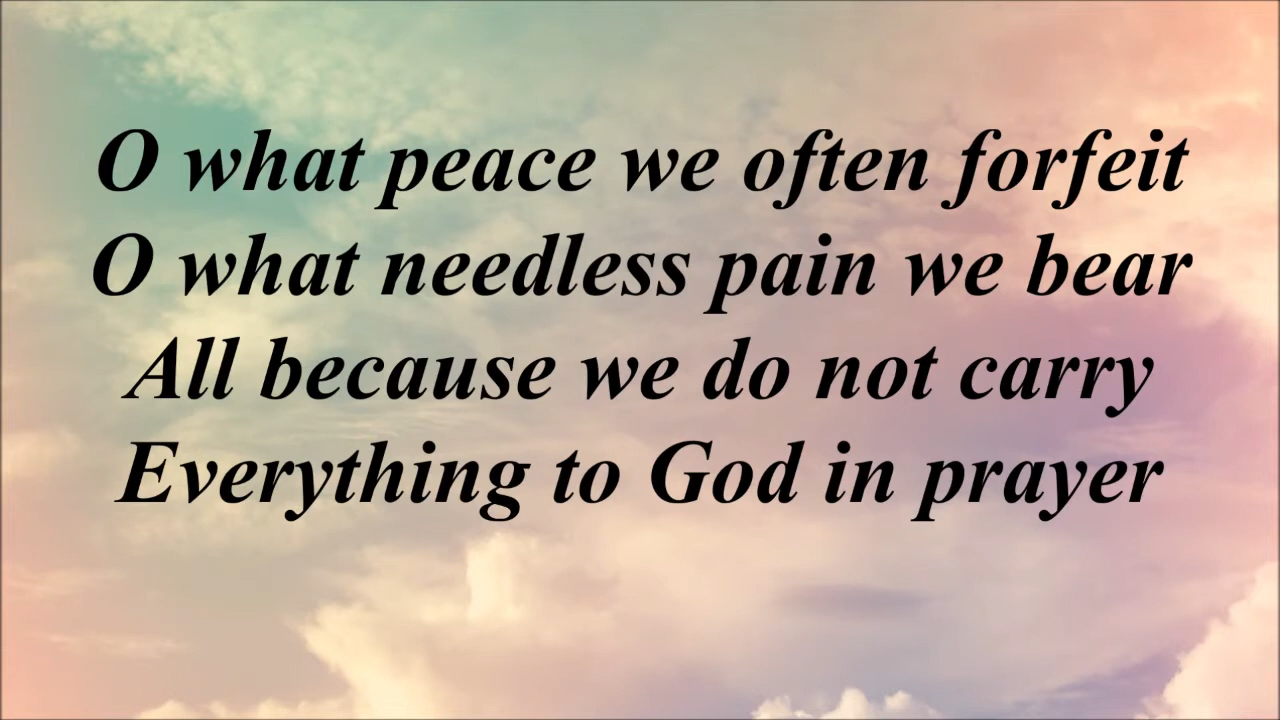 O what peace we often forfeit
O what needless pain we bear
All because we do not carry
Everything to God in prayer